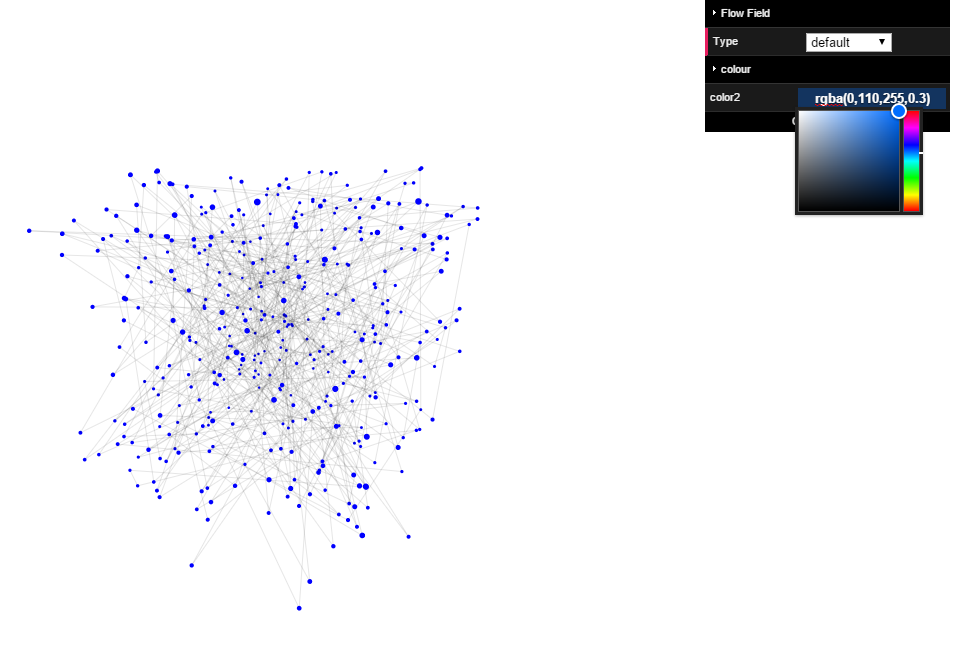 Flow Field
Type
default
colour
color2
rgba(0,110,255,0.3)